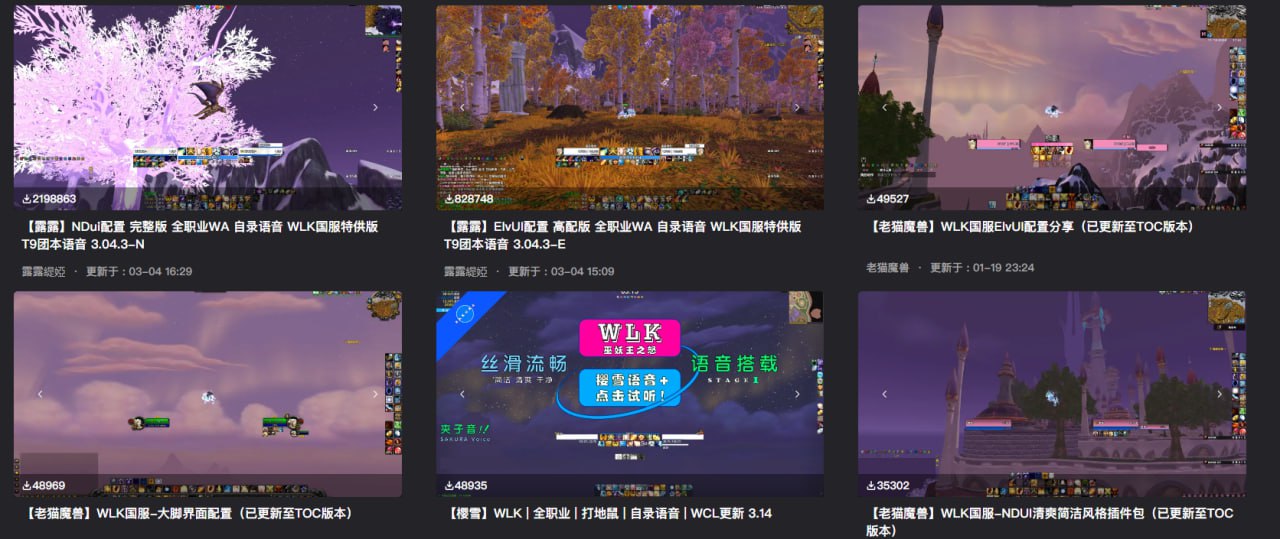 2198863
828748
49527
【露露】NDui配置 完整版 全职业WA 自录语音 WLK国服特供版
T9团本语音 3.04.3-N
【露露】ElvUI配置 高配版 全职业WA 自录语音 WLK国服特供版
T9团本语音 3.04.3-E
【老猫魔兽】WLK国服ElvUI配置分享（已更新至TOC版本）
露露緹婭 · 更新于：03-04 16:29
露露緹婭 · 更新于：03-04 15:09
老猫魔兽 · 更新于：01-19 23:24
WLK
巫妖王之怒
丝滑流畅
简洁 清爽 干净
语音搭载
STAGE 1
樱雪语音+
点击试听!
夹子音!!
SAKURA Voice
48969
48935
35302
【老猫魔兽】WLK国服-大脚界面配置（已更新至TOC版本）
【樱雪】WLK | 全职业 | 打地鼠 | 自录语音 | WCL更新 3.14
【老猫魔兽】WLK国服-NDUI清爽简洁风格插件包（已更新至TOC
版本）